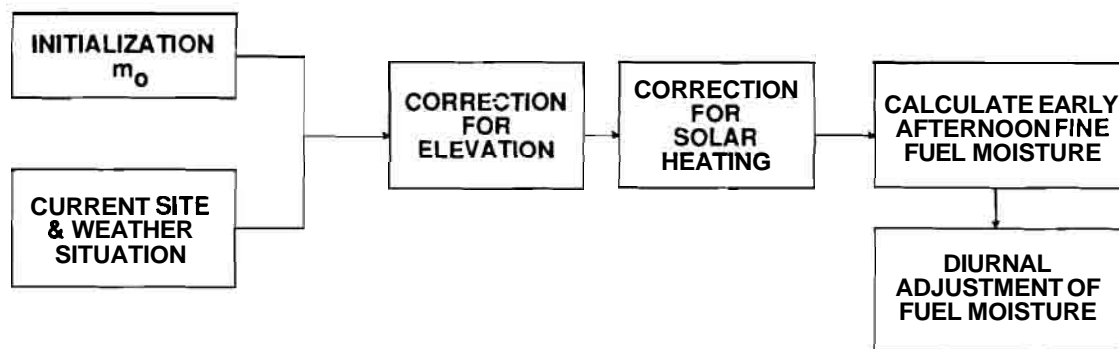 INITIALIZATION
mo
CURRENT SITE
& WEATHER
SITUATION
CORRECTION
FOR
ELEVATION
CORRECTION
FOR
SOLAR
HEATING
CALCULATE EARLY
AFTERNOON FINE
FUEL MOISTURE
DIURNAL
ADJUSTMENT OF
FUEL MOISTURE